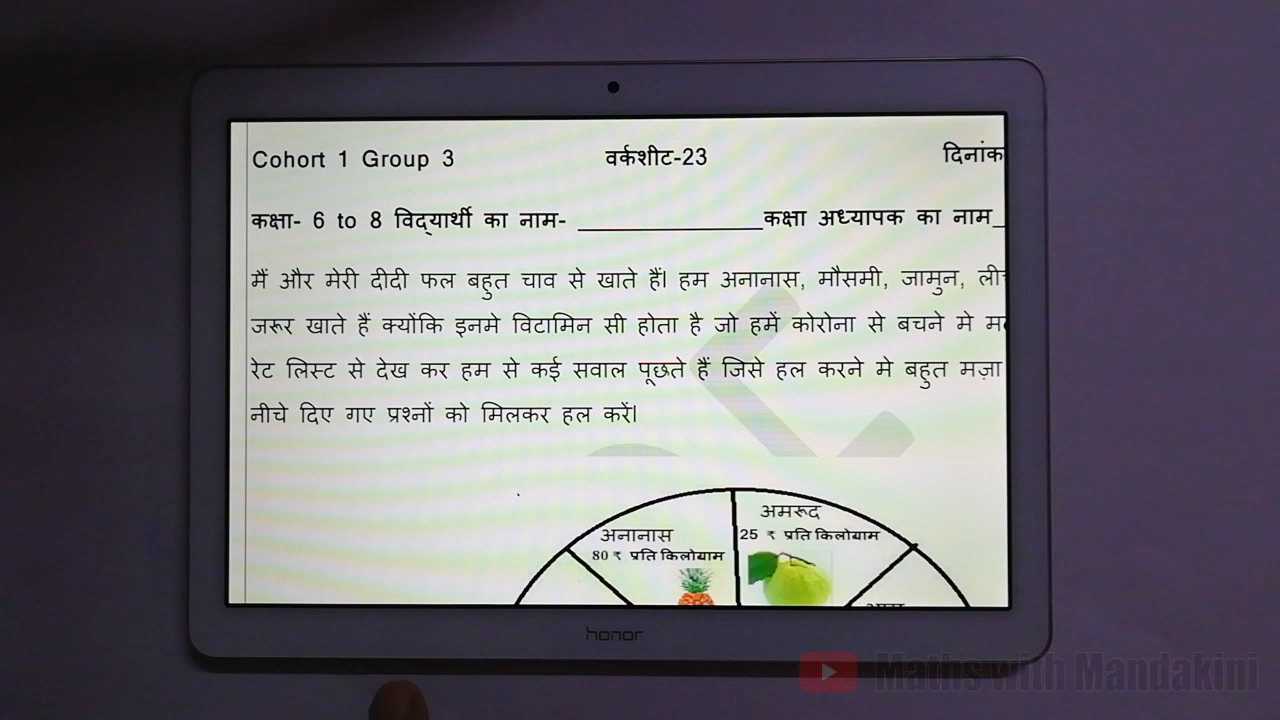 Cohort 1 Group 3 वर्कशीट-23 दिनांक
कक्षा- 6 to 8 विद्यार्थी का नाम- ______________कक्षा अध्यापक का नाम_
मैं और मेरी दीदी फल बहुत चाव से खाते हैं। हम अनानास, मौसमी, जामुन,
जरूर खाते हैं क्योंकि इनमे विटामिन सी होता है जो हमें कोरोना से बचने मे
रेट लिस्ट से देख कर हम से कई सवाल पूछते हैं जिसे हल करने मे बहुत मज़ा
नीचे दिए गए प्रश्नों को मिलकर हल करें।
अनानास
80 ₹ प्रति किलोग्राम
अमरूद
25 ₹ प्रति किलोग्राम
honor
Maths with Mandakini